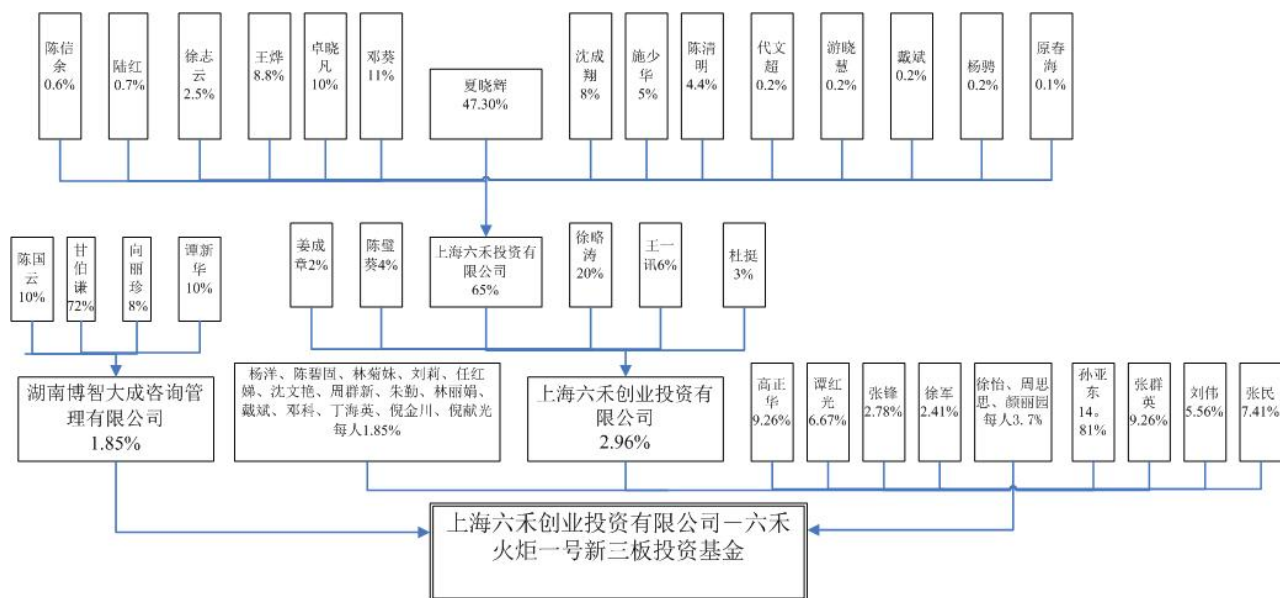 陈信
余
0.6%
陆红
0.7%
徐志
云
2.5%
王烨
8.8%
卓晓
凡
10%
邓葵
11%
夏晓辉
47.30%
沈成
翔
8%
施少
华
5%
陈清
明
4.4%
代文
超
0.2%
游晓
慧
0.2%
戴斌
0.2%
杨骋
0.2%
原春
海
0.1%
陈国
云
10%
甘
伯
谦
72%
向
丽
珍
8%
谭新
华
10%
姜成
章2%
陈璧
葵4%
上海六禾投资有
限公司
65%
徐略
涛
20%
王一
讯6%
杜挺
3%
湖南博智大成咨询管
理有限公司
1.85%
杨洋、陈碧固、林菊妹、刘莉、任红
娣、沈文艳、周群新、朱勤、林丽娟、
戴斌、邓科、丁海英、倪金川、倪献光
每人1.85%
上海六禾创业投资有
限公司
2.96%
高正
华
9.26%
谭红
光
6.67%
张锋
2.78%
徐军
2.41%
徐怡、周思
思、颜丽园
每人3.7%
孙亚
东
14。
81%
张群
英
9.26%
刘伟
5.56%
张民
7.41%
上海六禾创业投资有限公司－六禾
火炬一号新三板投资基金